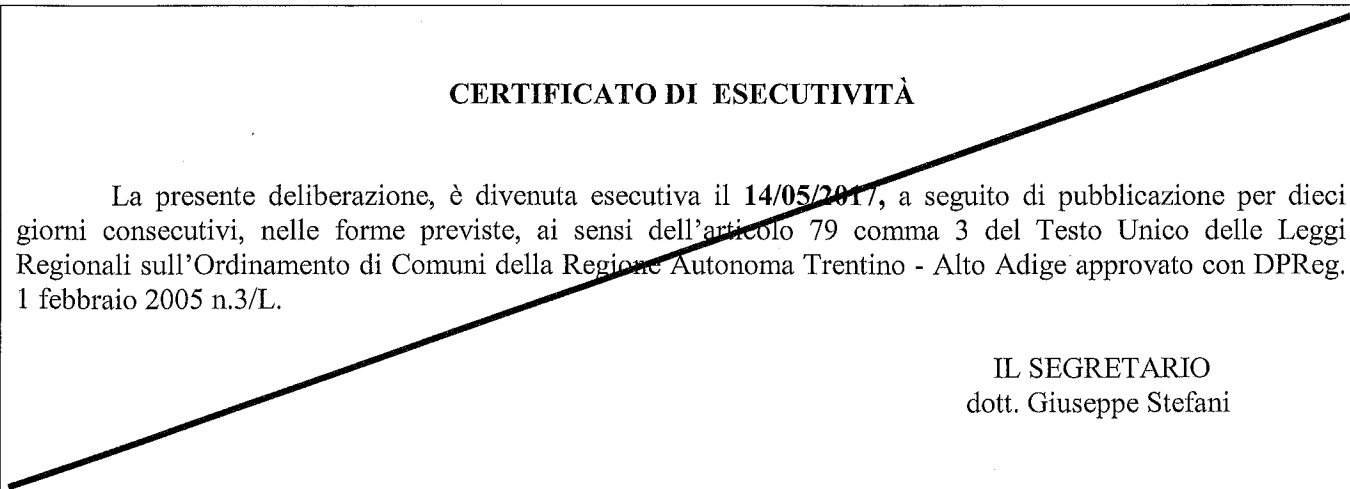 CERTIFICATO DI ESECUTIVITÀ
La presente deliberazione, è divenuta esecutiva il 14/05/2017, a seguito di pubblicazione per dieci
giorni consecutivi, nelle forme previste, ai sensi dell'articolo 79 comma 3 del Testo Unico delle Leggi
Regionali sull'Ordinamento di Comuni della Regione Autonoma Trentino - Alto Adige approvato con DPReg.
1 febbraio 2005 n.3/L.
IL SEGRETARIO
dott. Giuseppe Stefani